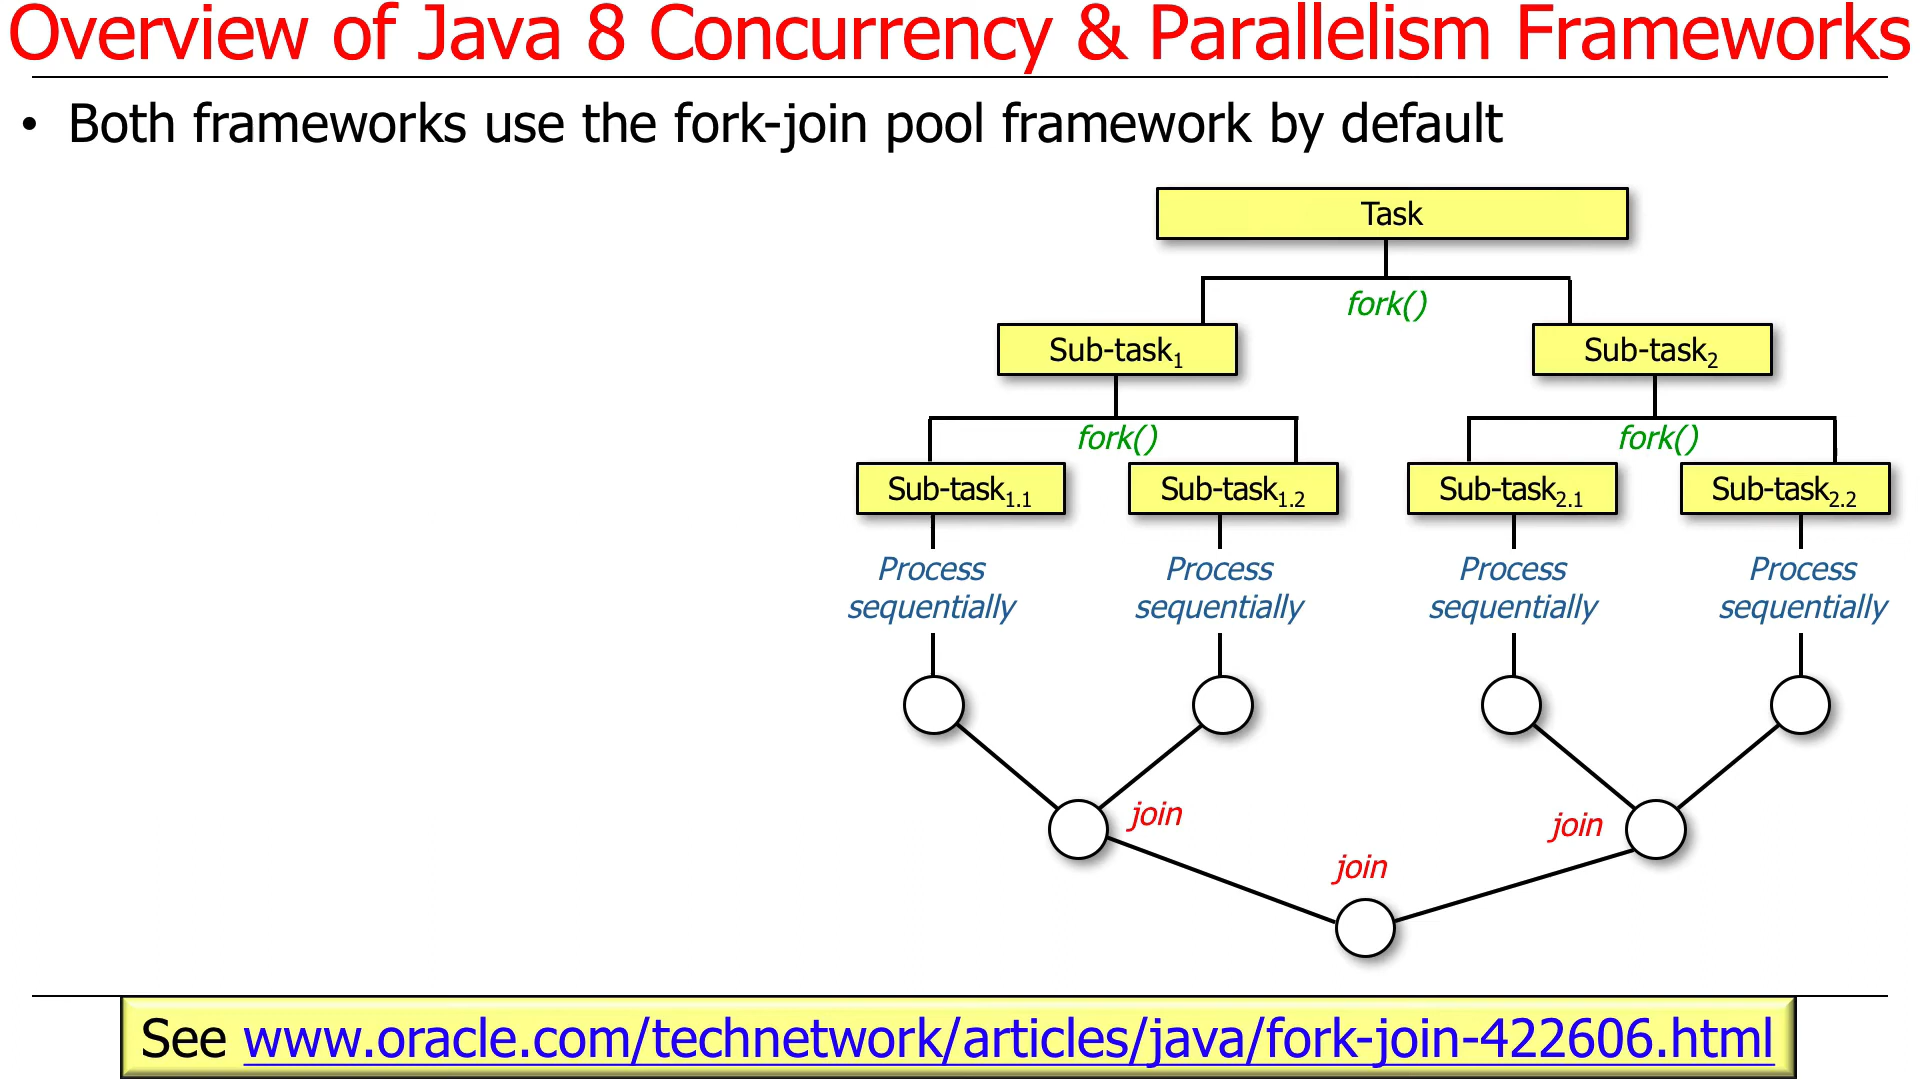 Overview of Java 8 Concurrency & Parallelism Frameworks
• Both frameworks use the fork-join pool framework by default
Task
fork()
Sub-task1
Sub-task2
fork()
fork()
Sub-task1.1
Sub-task1.2
Sub-task2.1
Sub-task2.2
Process
sequentially
Process
sequentially
Process
sequentially
Process
sequentially
join
join
join
See www.oracle.com/technetwork/articles/java/fork-join-422606.html